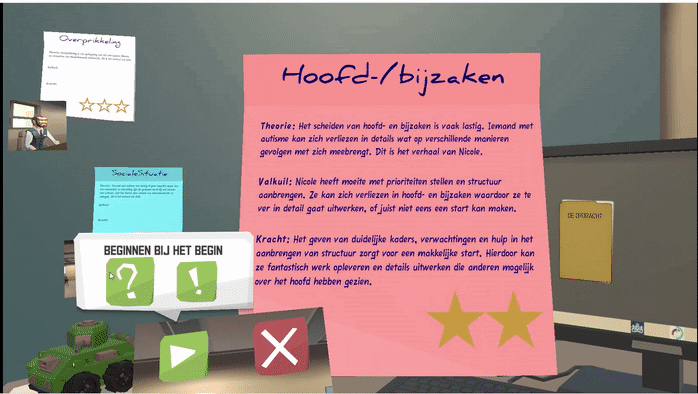 Overprikkeling
SocialeSituatie
BEGINNEN BIJ HET BEGIN
?
!
Hoofd-/bijzaken
Theorie: Het scheiden van hoofd- en bijzaken is vaak lastig. Iemand met
autisme kan zich verliezen in details wat op verschillende manieren
gevolgen met zich meebrengt. Dit is het verhaal van Nicole.
Valkuil: Nicole heeft moeite met prioriteiten stellen en structuur
aanbrengen. Ze kan zich verliezen in hoofd- en bijzaken waardoor ze te
ver in detail gaat uitwerken, of juist niet eens een start kan maken.
Kracht: Het geven van duidelijke kaders, verwachtingen en hulp in het
aanbrengen van structuur zorgt voor een makkelijke start. Hierdoor kan
ze fantastisch werk opleveren en details uitwerken die anderen mogelijk
over het hoofd hebben gezien.
DE OPDRACHT